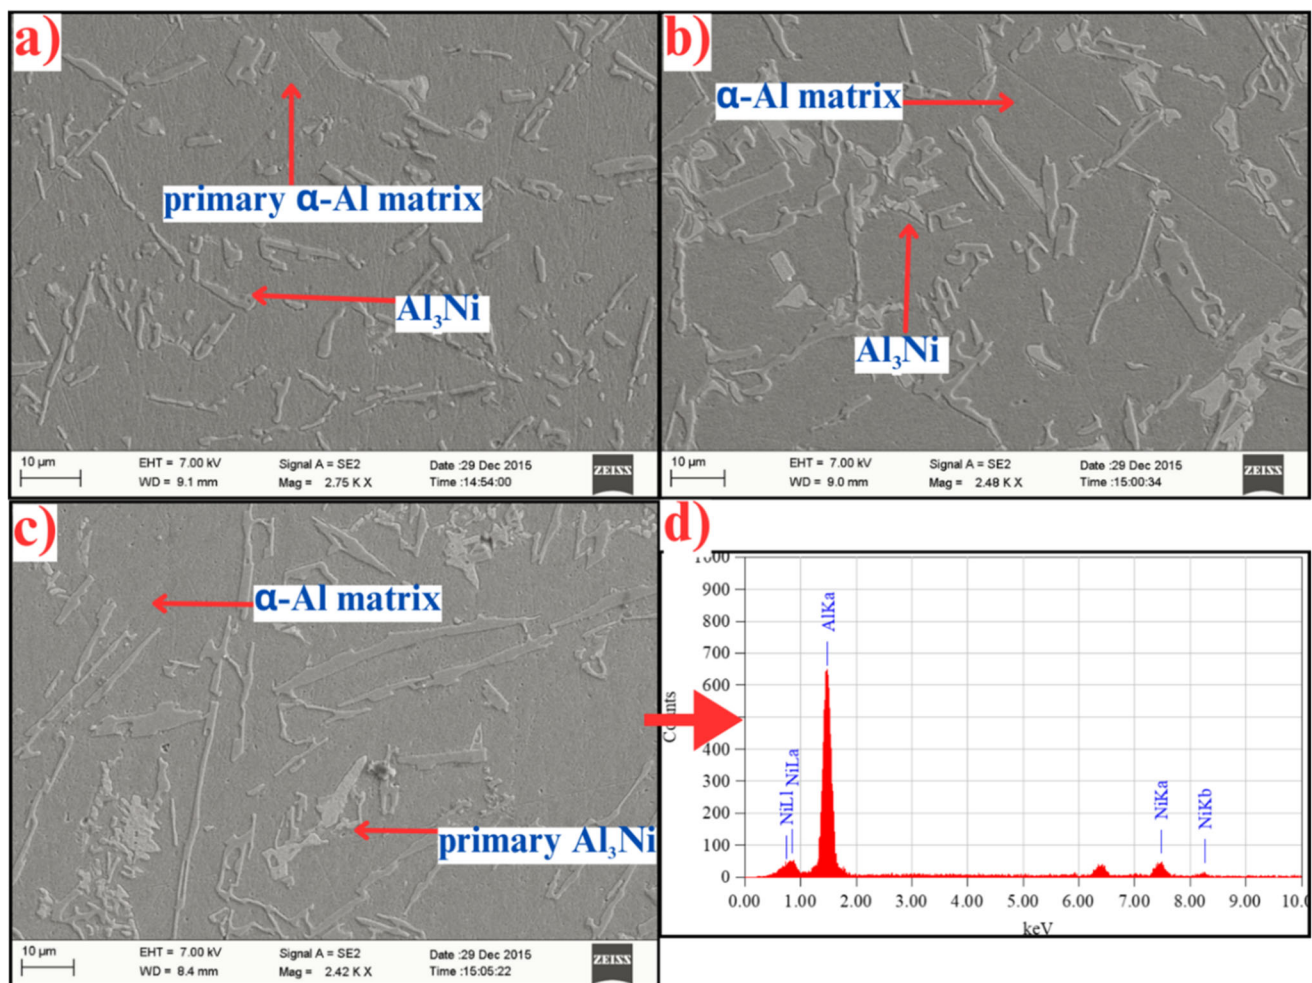 a)
primary α-Al matrix
Al₃Ni
10 µm
EHT = 7.00 kV
WD = 9.1 mm
Signal A = SE2
Mag = 2.75 K X
Date :29 Dec 2015
Time :14:54:00
ZEISS
b)
α-Al matrix
Al₃Ni
10 µm
EHT = 7.00 kV
WD = 9.0 mm
Signal A = SE2
Mag = 2.48 K X
Date :29 Dec 2015
Time :15:00:34
ZEISS
c)
α-Al matrix
primary Al₃Ni
10 µm
EHT = 7.00 kV
WD = 8.4 mm
Signal A = SE2
Mag = 2.42 K X
Date :29 Dec 2015
Time :15:05:22
ZEISS
d)
1000
900
800
700
600
400
300
200
100
0
NiLl
NiLa
AlKa
NiKa
NiKb
0.00 1.00 2.00 3.00 4.00 5.00 6.00 7.00 8.00 9.00 10.0
keV